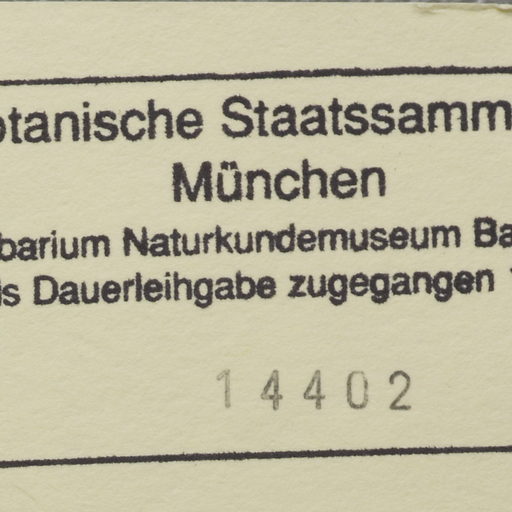 otanische Staatssamm
München
barium Naturkundemuseum Ba
ls Dauerleihgabe zugegangen
14402